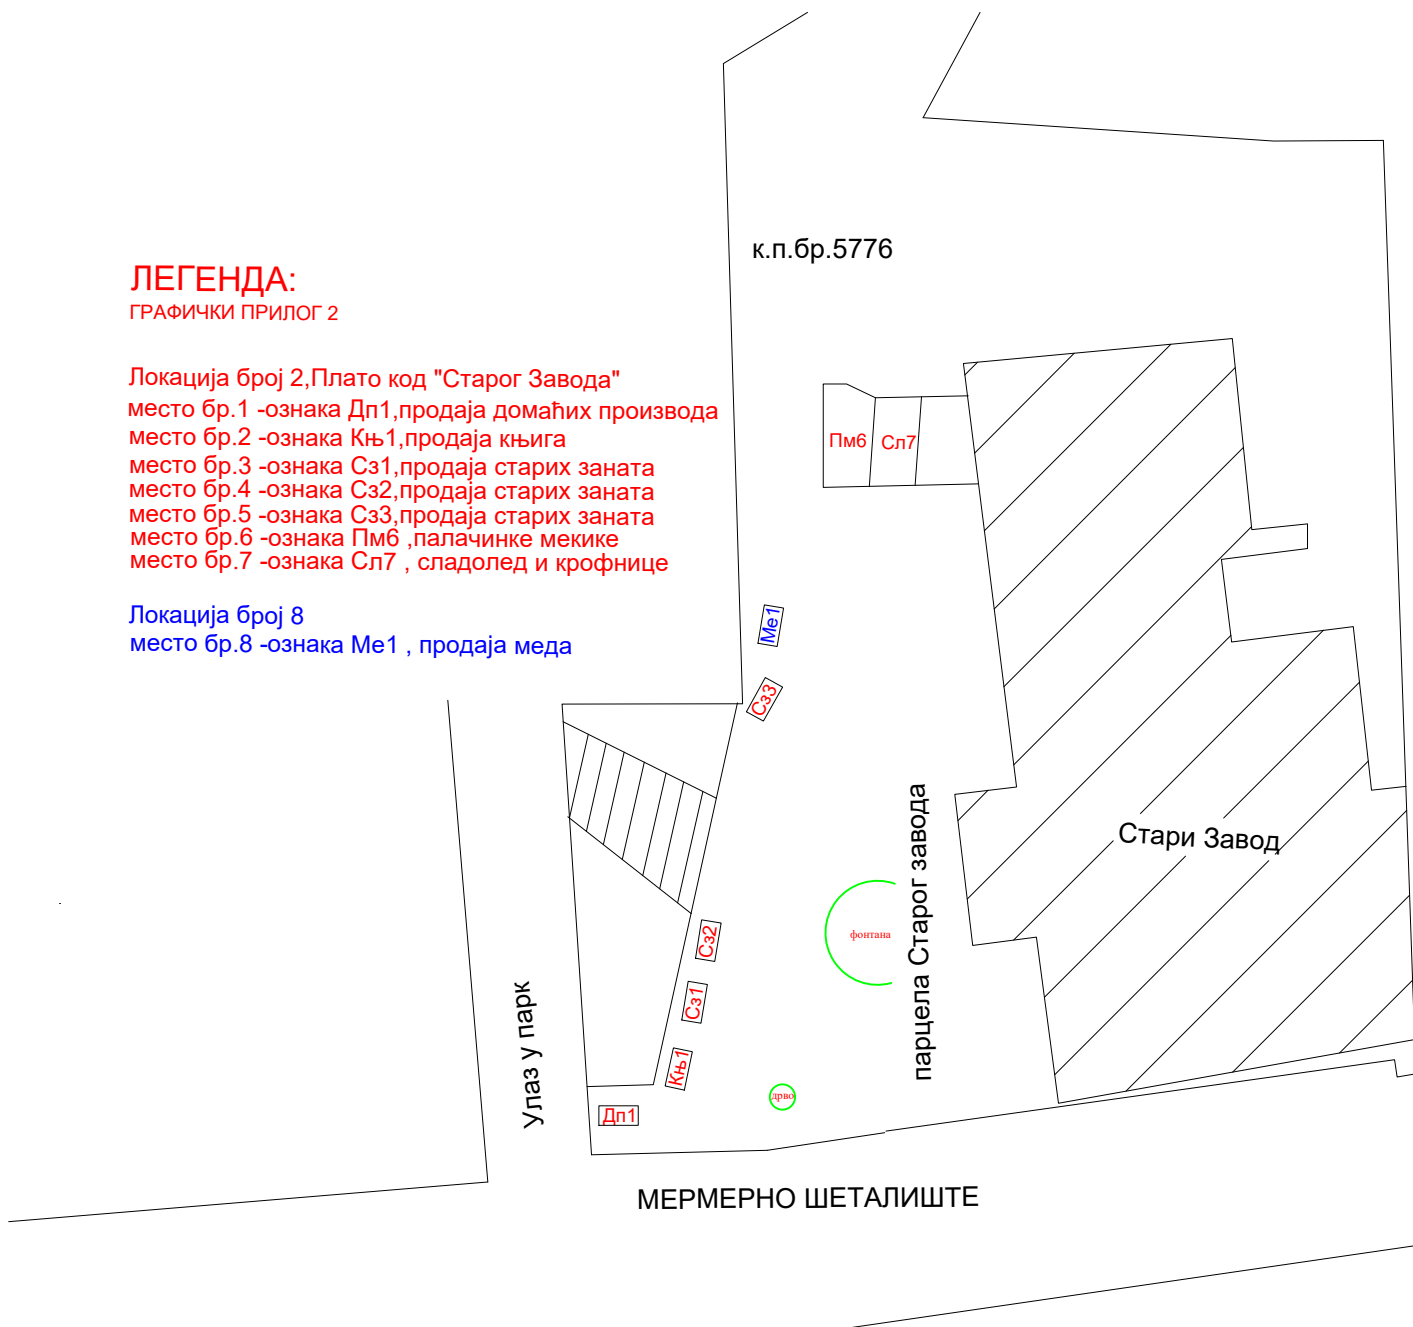 к.п.бр.5776
ЛЕГЕНДА:
ГРАФИЧКИ ПРИЛОГ 2
Локација број 2,Плато код "Старог Завода"
место бр.1 -ознака Дп1,продаја домаћих производа
место бр.2 -ознака Књ1,продаја књига
место бр.3 -ознака Сз1,продаја старих заната
место бр.4 -ознака Сз2,продаја старих заната
место бр.5 -ознака Сз3,продаја старих заната
место бр.6 -ознака Пм6 ,палачинке мекике
место бр.7 -ознака Сл7 , сладолед и крофнице
Локација број 8
место бр.8 -ознака Ме1 , продаја меда
Пм6
Сл7
Ме1
Сз3
Стари Завод
парцела Старог завода
фонтана
Сз2
Сз1
Књ1
Дп1
дрво
Улаз у парк
МЕРМЕРНО ШЕТАЛИШТЕ